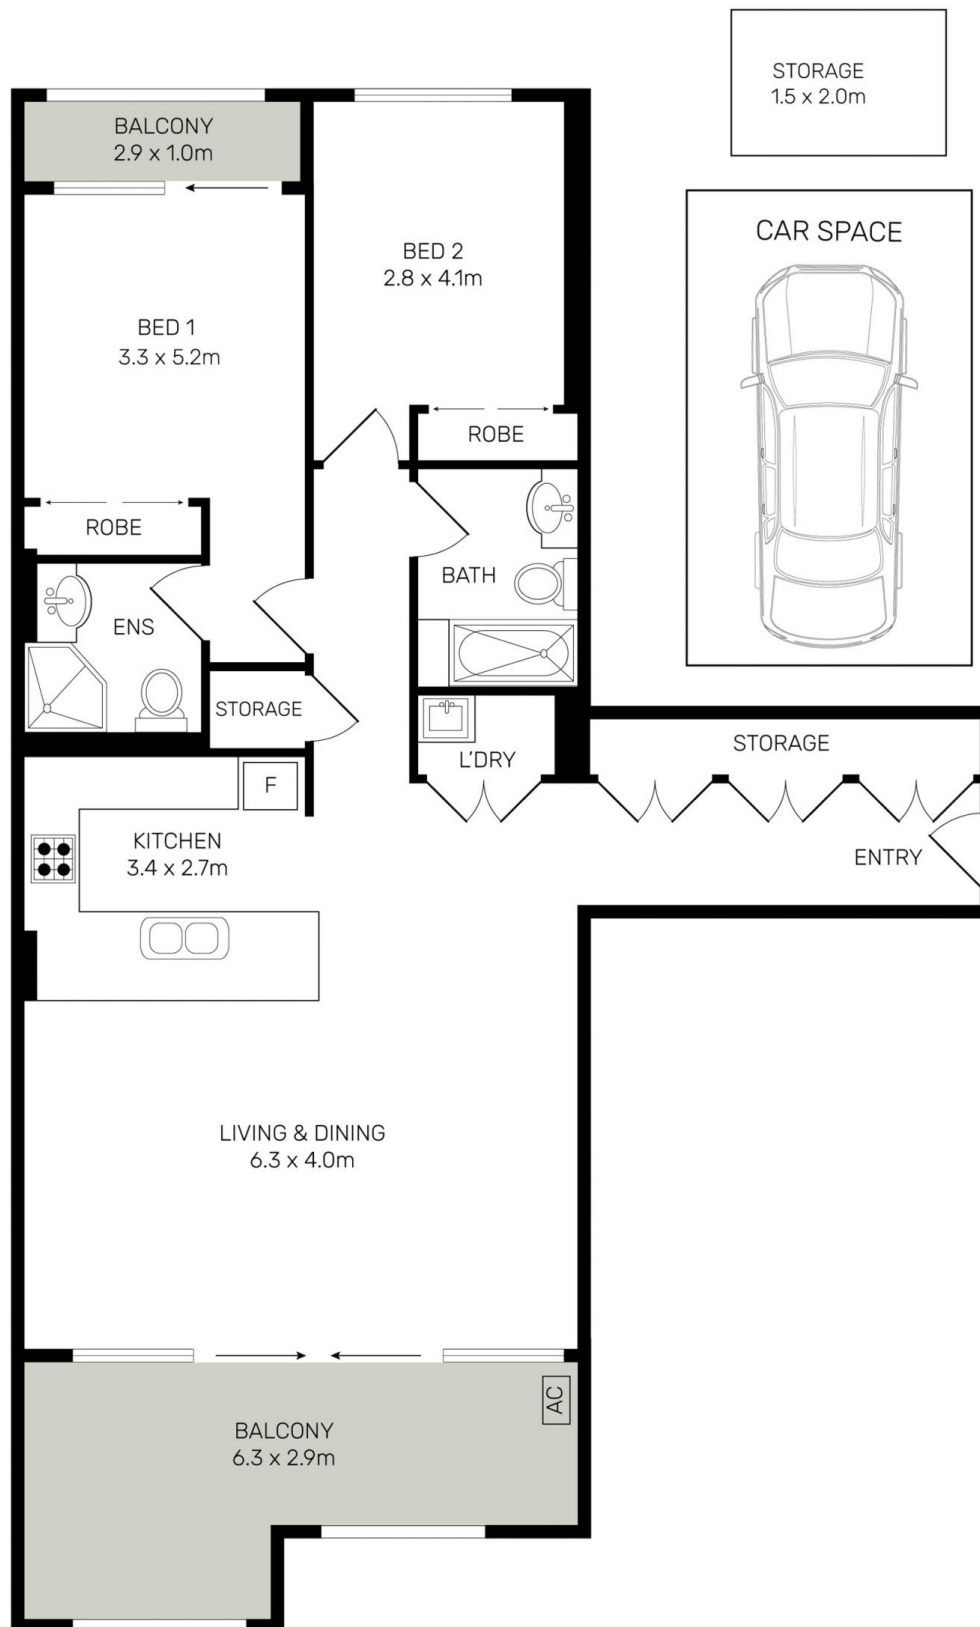 STORAGE
1.5 x 2.0m
BALCONY
2.9 x 1.0m
CAR SPACE
BED 2
2.8 x 4.1m
BED 1
3.3 x 5.2m
ROBE
ROBE
BATH
ENS
STORAGE
STORAGE
L'DRY
F
KITCHEN
3.4 x 2.7m
ENTRY
LIVING & DINING
6.3 x 4.0m
AC
BALCONY
6.3 x 2.9m